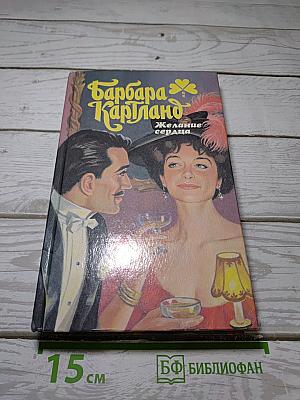 Барбара
Картланд
Желание
сердца
15 см
БФ БИБЛИОФАН